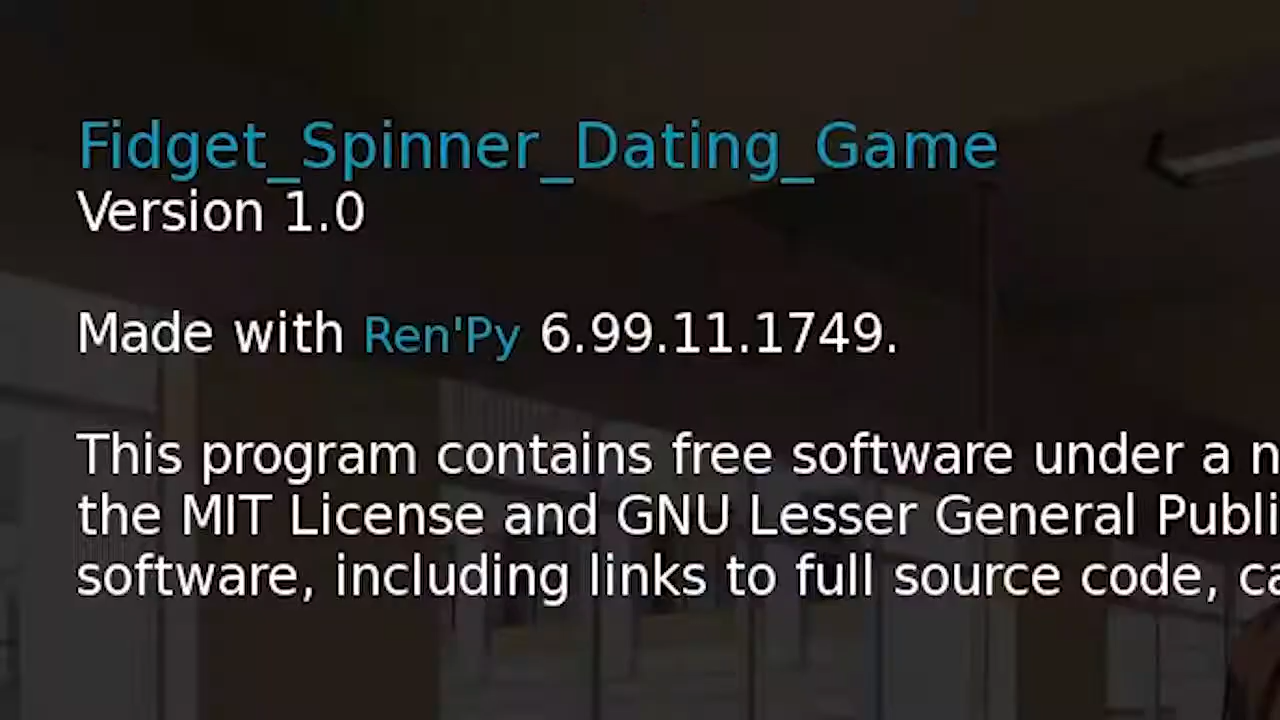 Fidget_Spinner_Dating_Game
Version 1.0
Made with Ren'Py 6.99.11.1749.
This program contains free software under a
the MIT License and GNU Lesser General
software, including links to full source code,